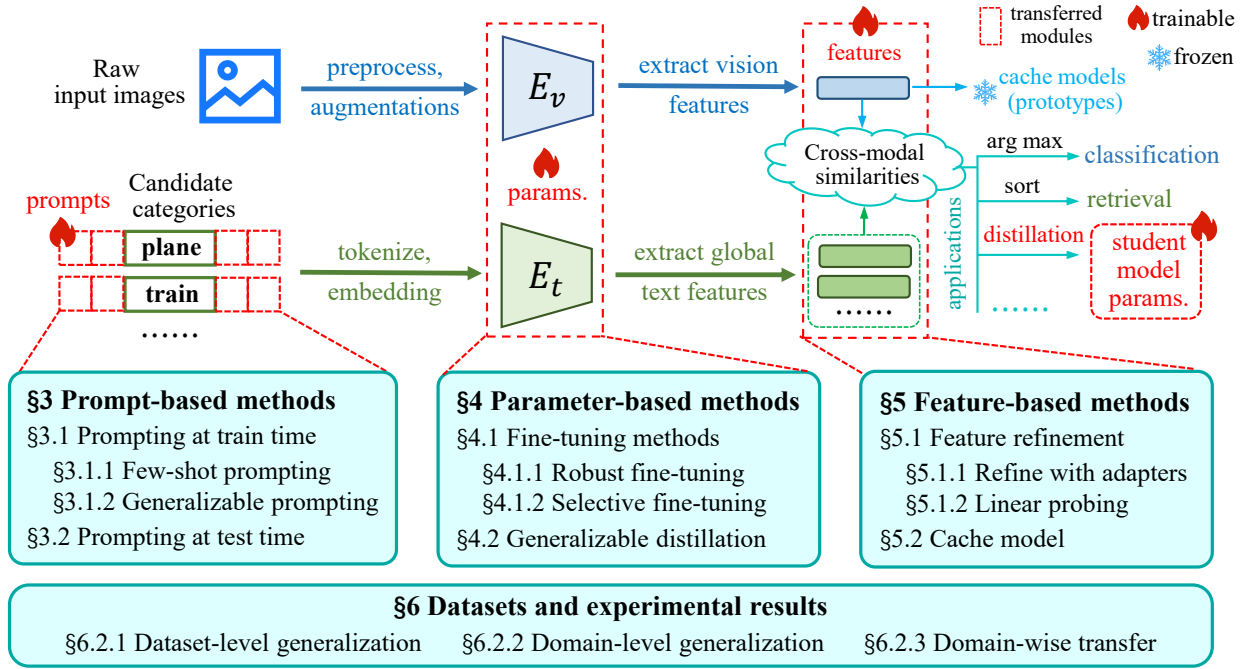 Raw
input images
preprocess,
augmentations
E_v
extract vision
features
features
cache models
(prototypes)
transferred
modules
trainable
frozen
Cross-modal
similarities
arg max
classification
sort
retrieval
distillation
student
model
params.
applications
......
params.
prompts
Candidate
categories
plane
train
......
tokenize,
embedding
E_t
extract global
text features
......
§3 Prompt-based methods
§3.1 Prompting at train time
§3.1.1 Few-shot prompting
§3.1.2 Generalizable prompting
§3.2 Prompting at test time
§4 Parameter-based methods
§4.1 Fine-tuning methods
§4.1.1 Robust fine-tuning
§4.1.2 Selective fine-tuning
§4.2 Generalizable distillation
§5 Feature-based methods
§5.1 Feature refinement
§5.1.1 Refine with adapters
§5.1.2 Linear probing
§5.2 Cache model
§6 Datasets and experimental results
§6.2.1 Dataset-level generalization
§6.2.2 Domain-level generalization
§6.2.3 Domain-wise transfer